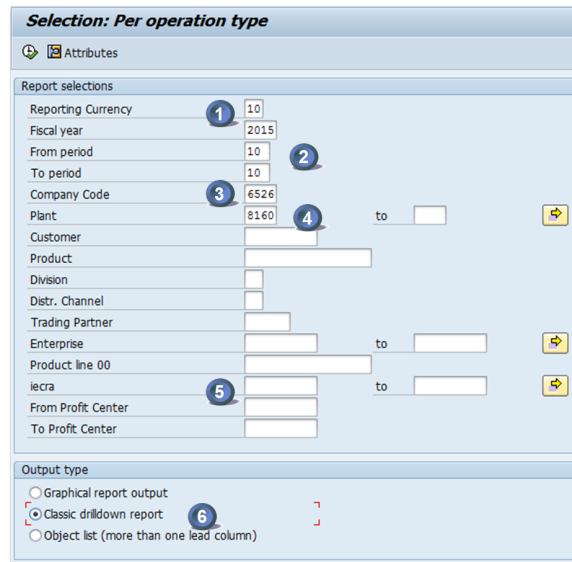 Selection: Per operation type
Attributes
Report selections
Reporting Currency 1 10
Fiscal year 2015
From period 10 2
To period 10
Company Code 3 6526
Plant 8160 4 to
Customer
Product
Division
Distr. Channel
Trading Partner
Enterprise to
Product line 00
iecra to
5
From Profit Center
To Profit Center
Output type
Graphical report output
Classic drilldown report 6
Object list (more than one lead column)